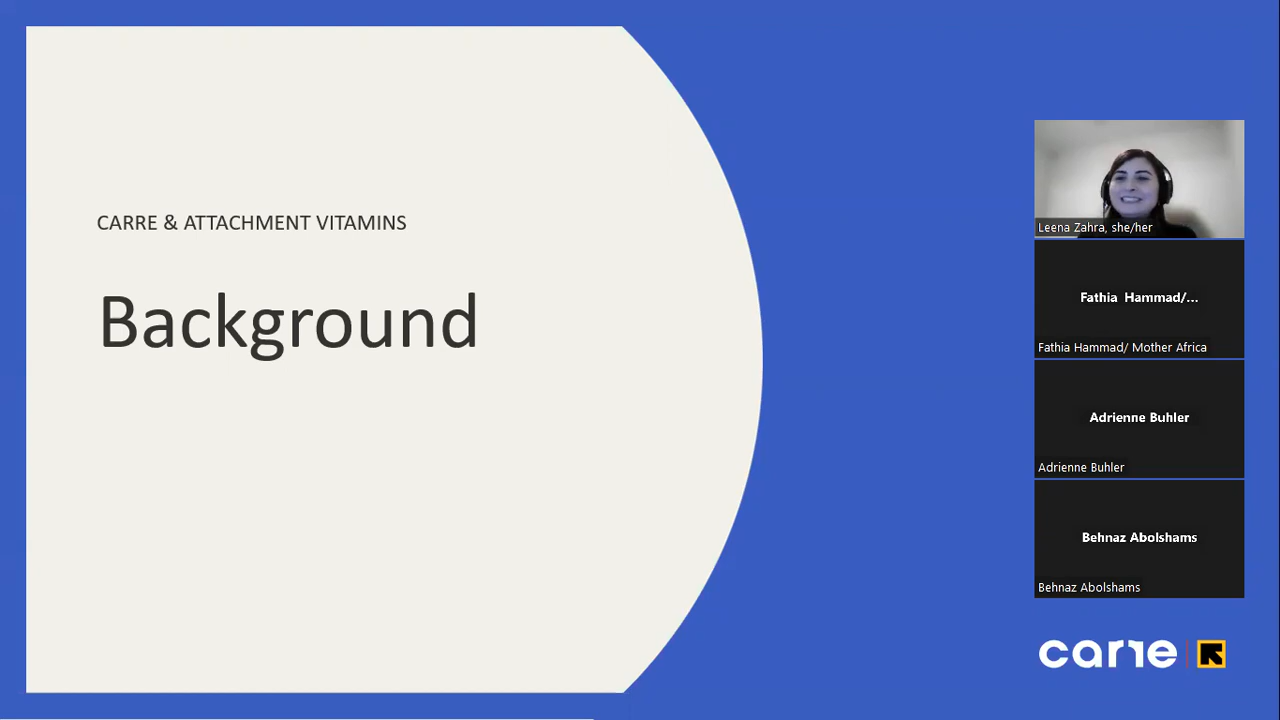 CARRE & ATTACHMENT VITAMINS
Background
Leena Zahra, she/her
Fathia Hammad/...
Fathia Hammad/ Mother Africa
Adrienne Buhler
Adrienne Buhler
Behnaz Abolshams
Behnaz Abolshams
carre